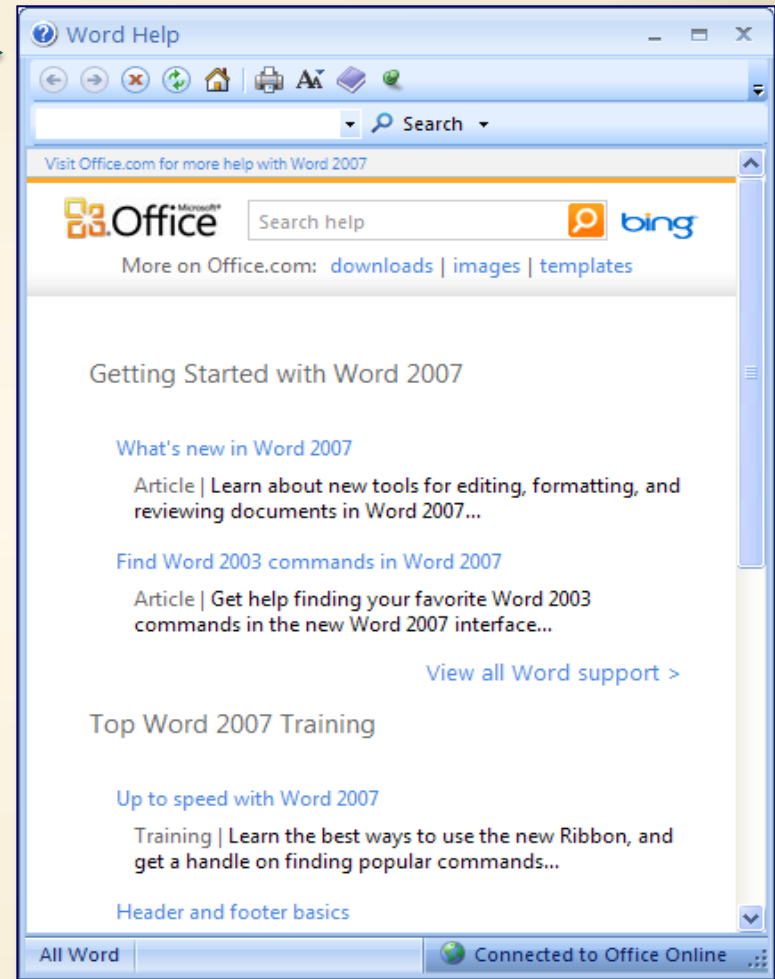 Word Help
Search
Visit Office.com for more help with Word 2007
Microsoft®
Office
Search help
bing
More on Office.com: downloads | images | templates
Getting Started with Word 2007
What's new in Word 2007
Article | Learn about new tools for editing, formatting, and
reviewing documents in Word 2007...
Find Word 2003 commands in Word 2007
Article | Get help finding your favorite Word 2003
commands in the new Word 2007 interface...
View all Word support >
Top Word 2007 Training
Up to speed with Word 2007
Training | Learn the best ways to use the new Ribbon, and
get a handle on finding popular commands...
Header and footer basics
All Word
Connected to Office Online